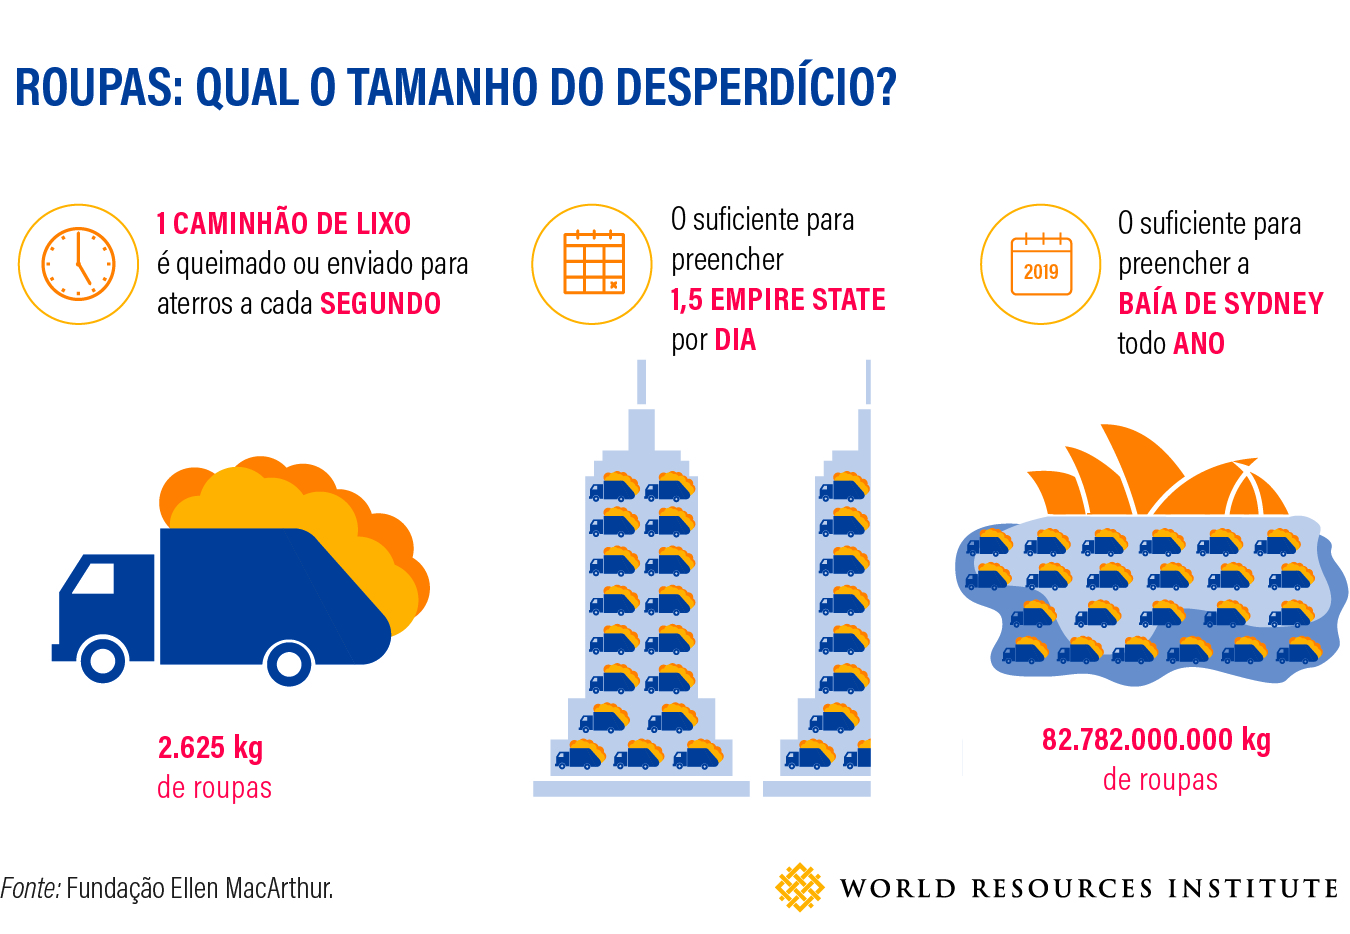 ROUPAS: QUAL O TAMANHO DO DESPERDÍCIO?
1 CAMINHÃO DE LIXO
é queimado ou enviado para
aterros a cada SEGUNDO
O suficiente para
preencher
1,5 EMPIRE STATE
por DIA
2019
O suficiente para
preencher a
BAÍA DE SYDNEY
todo ANO
2.625 kg
de roupas
82.782.000.000 kg
de roupas
Fonte: Fundação Ellen MacArthur.
WORLD RESOURCES INSTITUTE